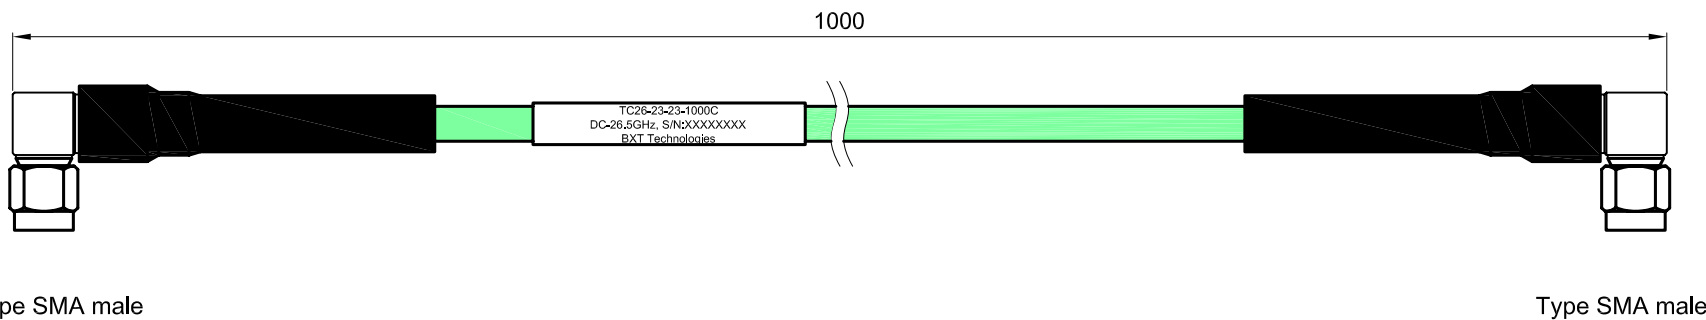 1000
TC26-23-23-1000C
DC-26.5GHz, S/N:XXXXXXXX
BXT Technologies
pe SMA male
Type SMA male